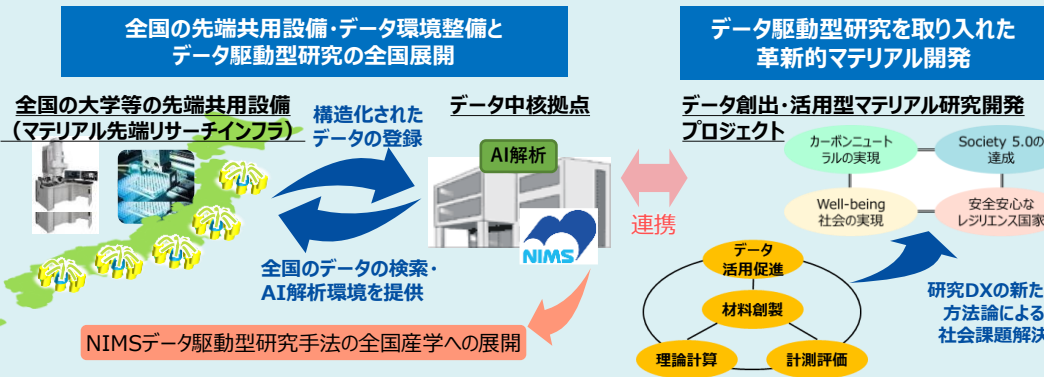 全国の先端共用設備・データ環境整備と
データ駆動型研究の全国展開
データ駆動型研究を取り入れた
革新的マテリアル開発
全国の大学等の先端共用設備
（マテリアル先端リサーチインフラ）
構造化された
データの登録
データ中核拠点
AI解析
NIMS
全国のデータの検索・
AI解析環境を提供
NIMSデータ駆動型研究手法の全国産学への展開
連携
データ創出・活用型マテリアル研究開発
プロジェクト
カーボンニュート
ラルの実現
Society 5.0の
達成
Well-being
社会の実現
安全安心な
レジリエンス国家
データ
活用促進
材料創製
理論計算
計測評価
研究DXの新た
方法論による
社会課題解決